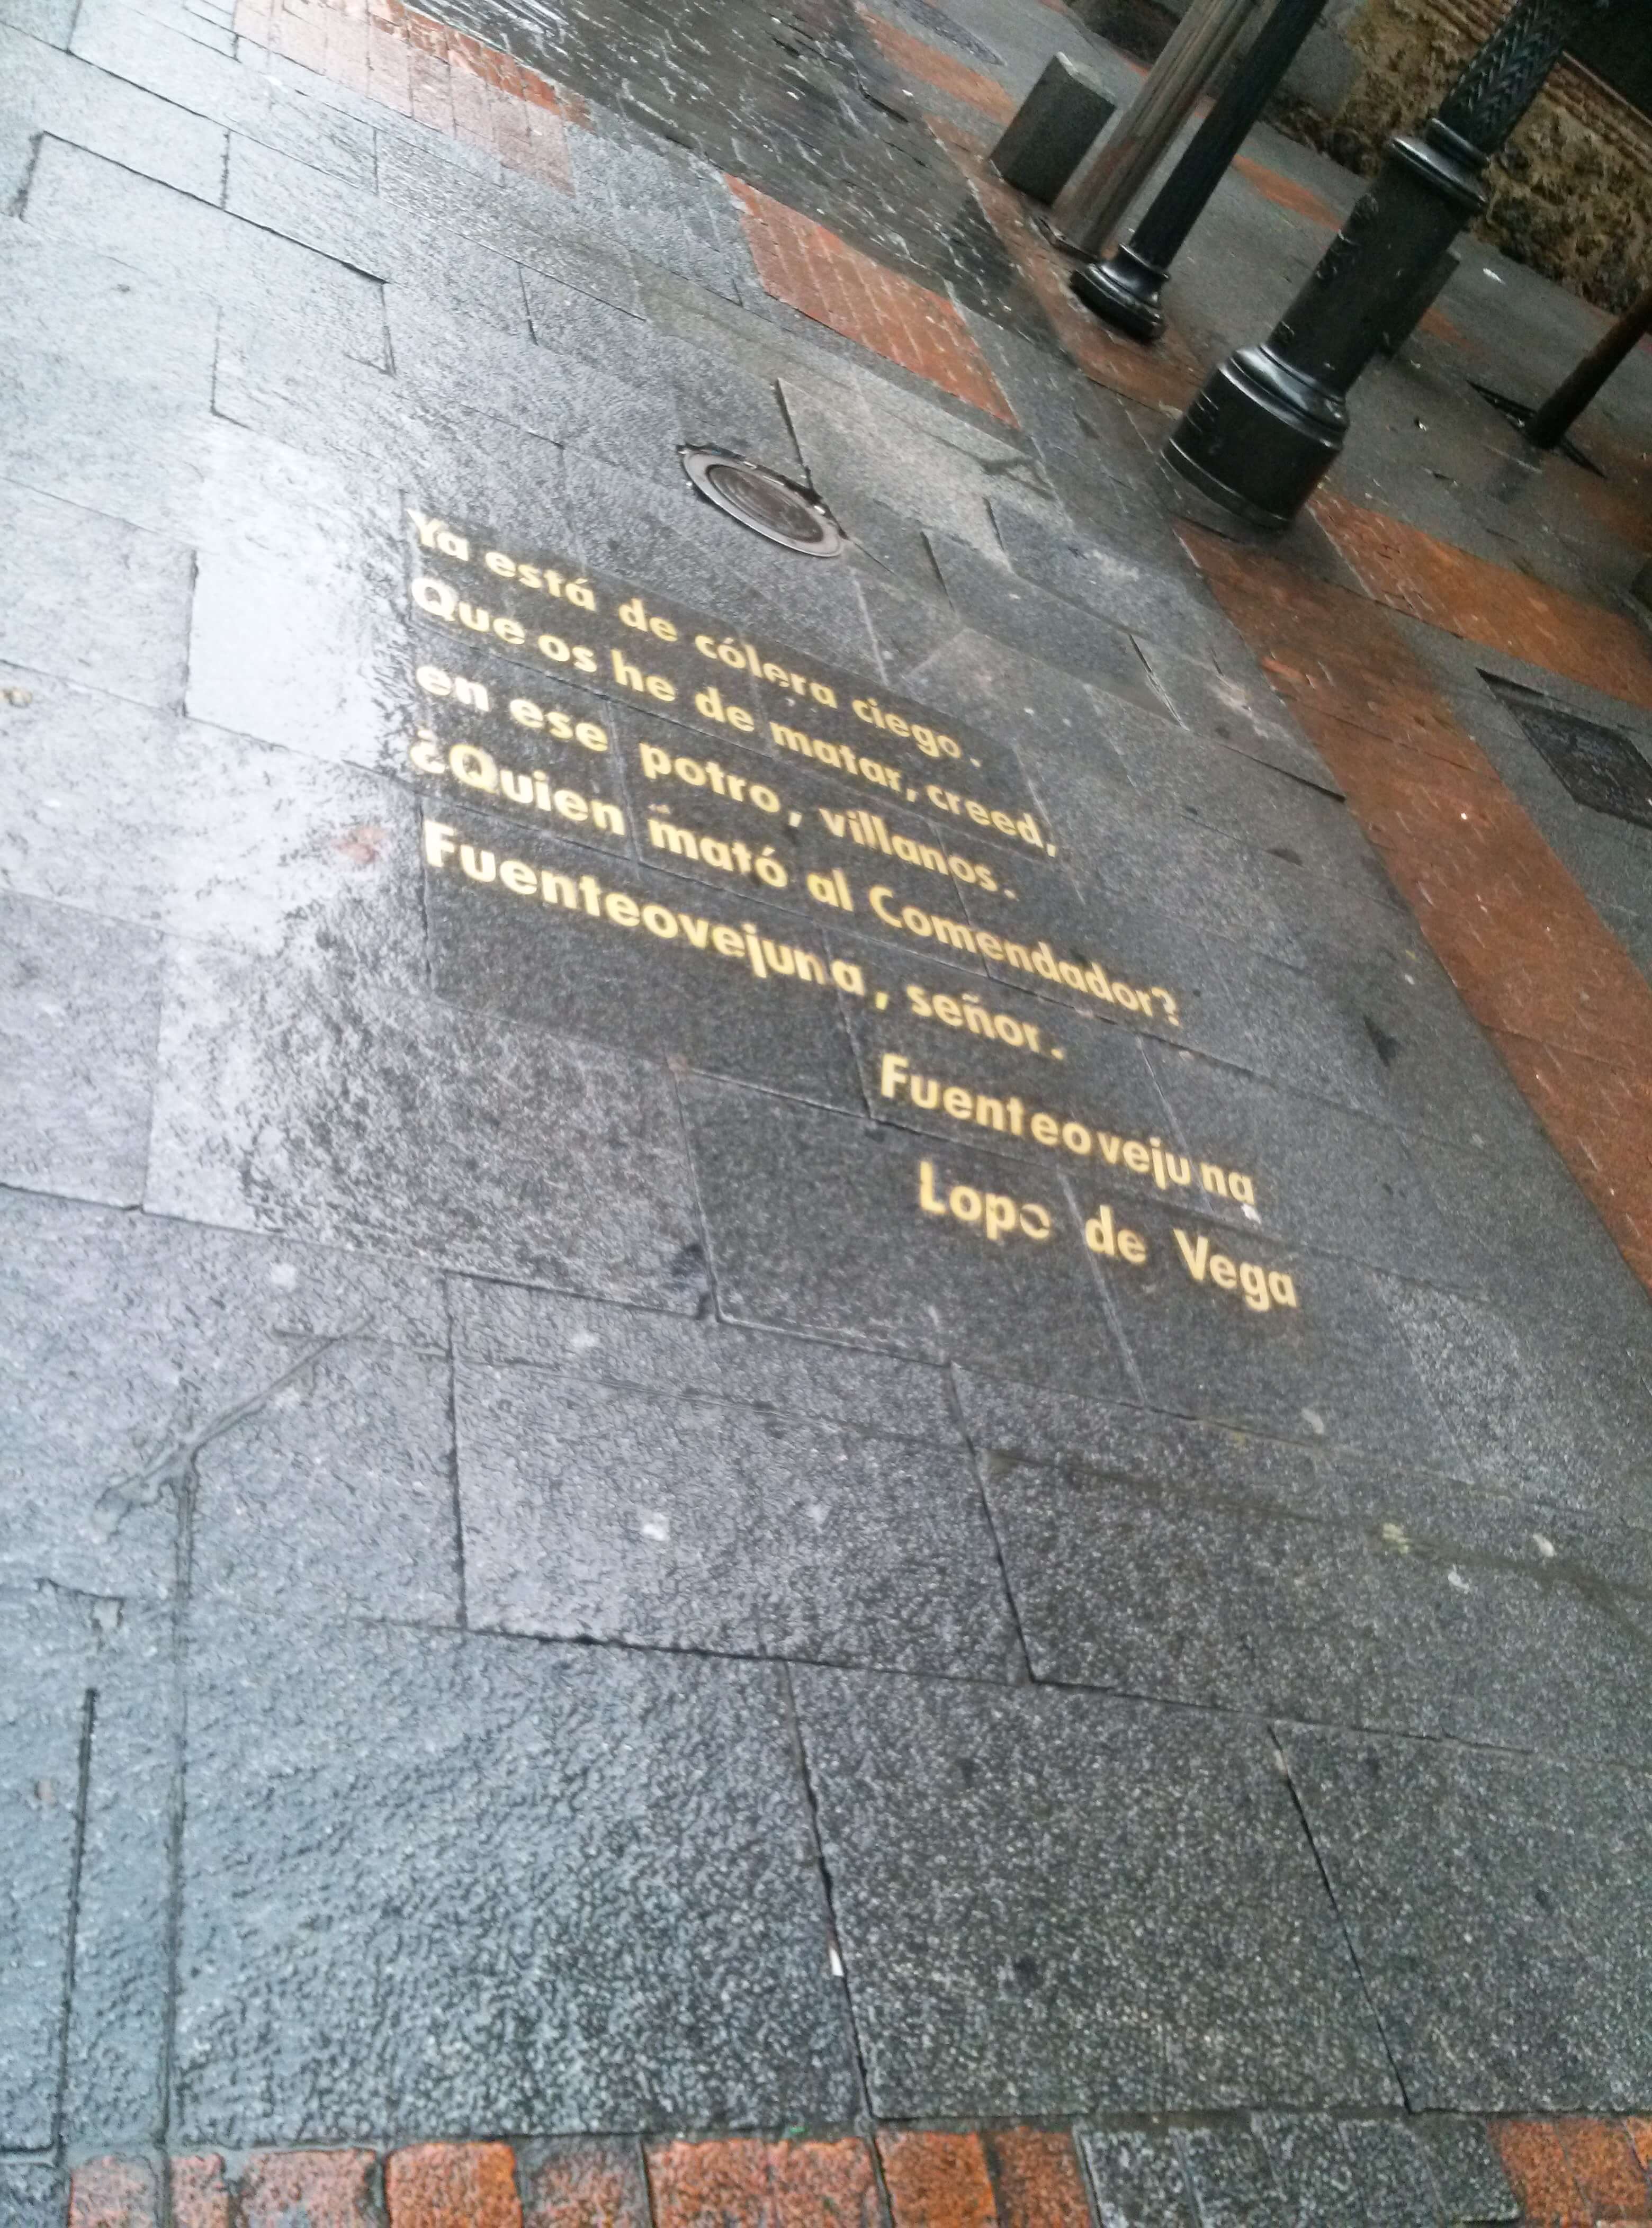 Ya está de cólera ciego.
Que os he de matar, creed,
en ese potro, villanos.
¿Quien mató al Comendador?
Fuenteovejuna, señor.
Fuenteovejuna
Lope de Vega